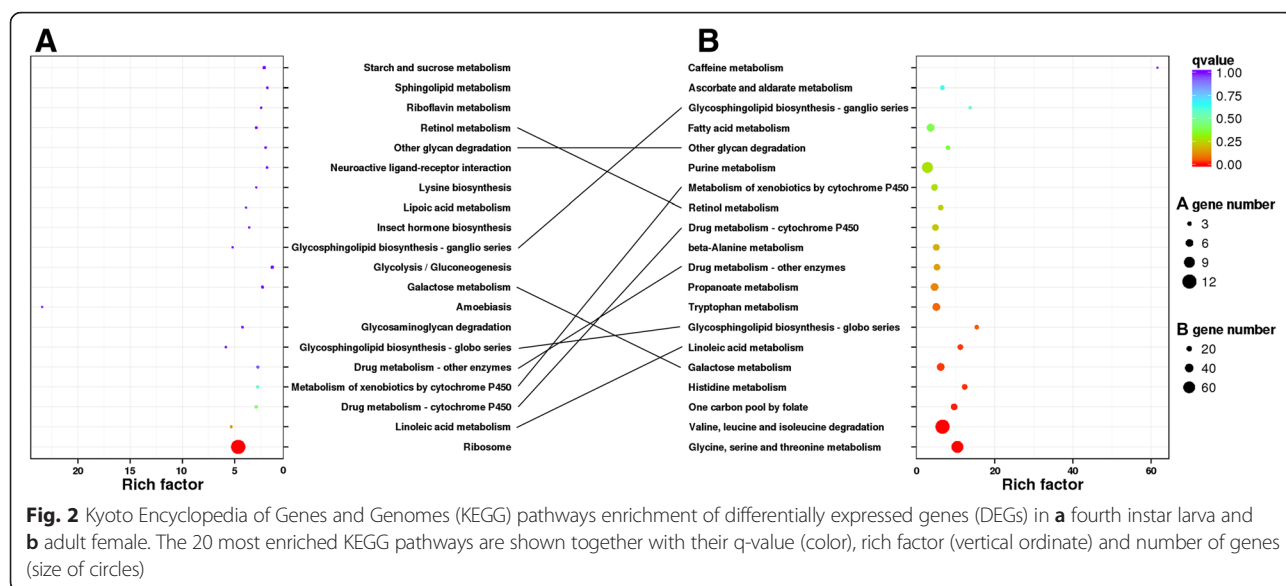 A
B
Starch and sucrose metabolism
Sphingolipid metabolism
Riboflavin metabolism
Retinol metabolism
Other glycan degradation
Neuroactive ligand-receptor interaction
Lysine biosynthesis
Lipoic acid metabolism
Insect hormone biosynthesis
Glycosphingolipid biosynthesis - ganglio series
Glycolysis / Gluconeogenesis
Galactose metabolism
Amoebiasis
Glycosaminoglycan degradation
Glycosphingolipid biosynthesis - globo series
Drug metabolism - other enzymes
Metabolism of xenobiotics by cytochrome P450
Drug metabolism - cytochrome P450
Linoleic acid metabolism
Ribosome
20 15 10 5 0
Rich factor
Caffeine metabolism
Ascorbate and aldarate metabolism
Glycosphingolipid biosynthesis - ganglio series
Fatty acid metabolism
Other glycan degradation
Purine metabolism
Metabolism of xenobiotics by cytochrome P450
Retinol metabolism
Drug metabolism - cytochrome P450
beta-Alanine metabolism
Drug metabolism - other enzymes
Propanoate metabolism
Tryptophan metabolism
Glycosphingolipid biosynthesis - globo series
Linoleic acid metabolism
Galactose metabolism
Histidine metabolism
One carbon pool by folate
Valine, leucine and isoleucine degradation
Glycine, serine and threonine metabolism
0 20 40 60
Rich factor
qvalue
1.00
0.75
0.50
0.25
0.00
A gene number
3
6
9
12
B gene number
20
40
60
Fig. 2 Kyoto Encyclopedia of Genes and Genomes (KEGG) pathways enrichment of differentially expressed genes (DEGs) in a fourth instar larva and
b adult female. The 20 most enriched KEGG pathways are shown together with their q-value (color), rich factor (vertical ordinate) and number of genes
(size of circles)